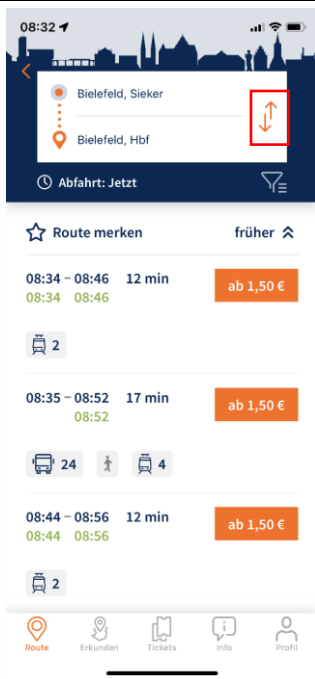 08:32
Bielefeld, Sieker
Bielefeld, Hbf
Abfahrt: Jetzt
Route merken früher
08:34 – 08:46 12 min
ab 1,50 €
08:34 08:46
2
08:35 – 08:52 17 min
ab 1,50 €
08:52
24 4
08:44 – 08:56 12 min
ab 1,50 €
08:44 08:56
2
Route Erkunden Tickets Info Profil